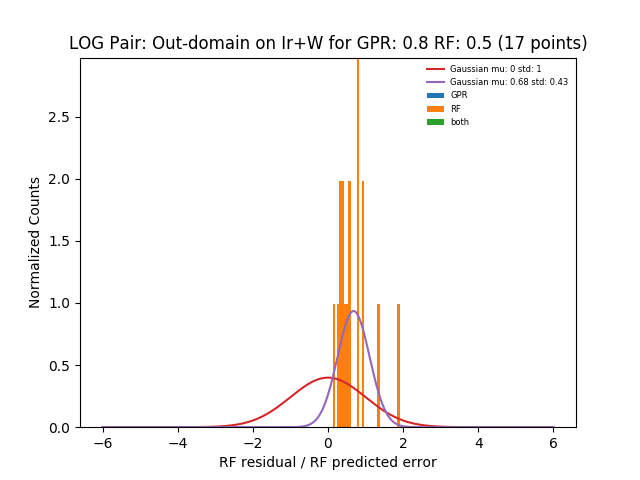 LOG Pair: Out-domain on Ir+W for GPR: 0.8 RF: 0.5 (17 points)
Gaussian mu: 0 std: 1
Gaussian mu: 0.68 std: 0.43
GPR
RF
both
Normalized Counts
2.5
2.0
1.5
1.0
0.5
0.0
−6 −4 −2 0 2 4 6
RF residual / RF predicted error